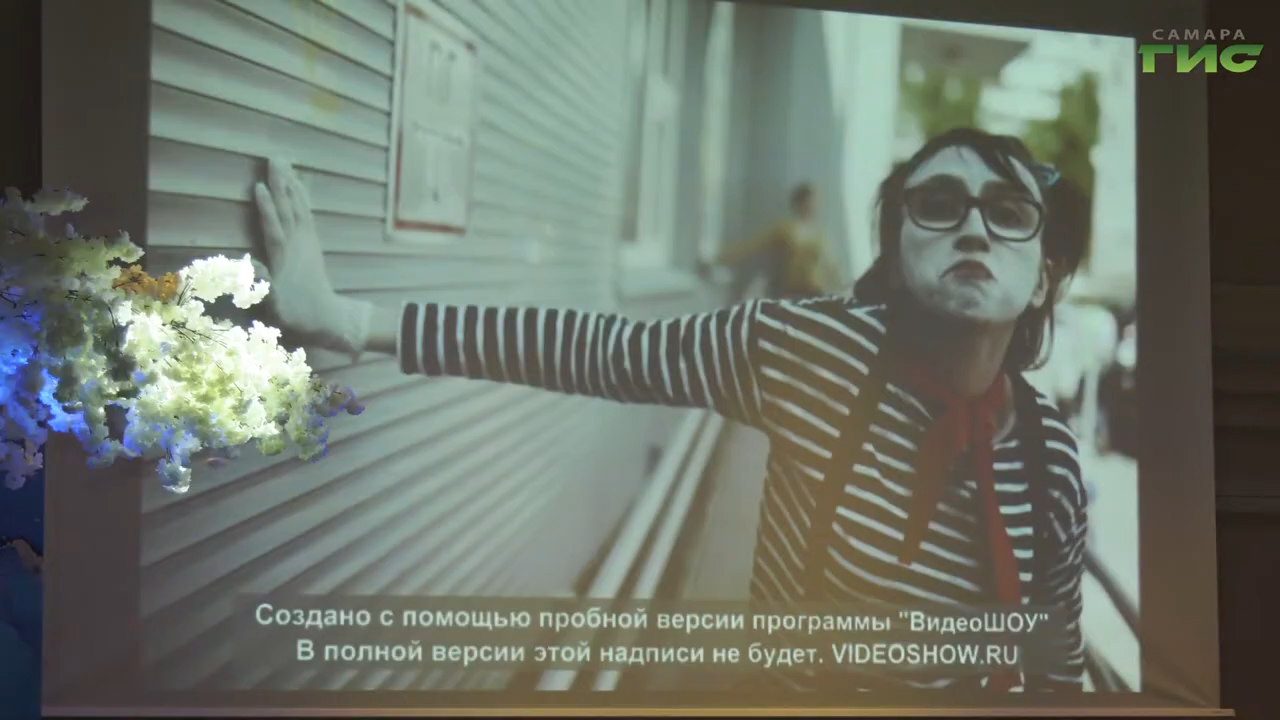 САМАРА
ГИС
Создано с помощью пробной версии программы "ВидеоШОУ"
В полной версии этой надписи не будет. VIDEOSHOW.RU